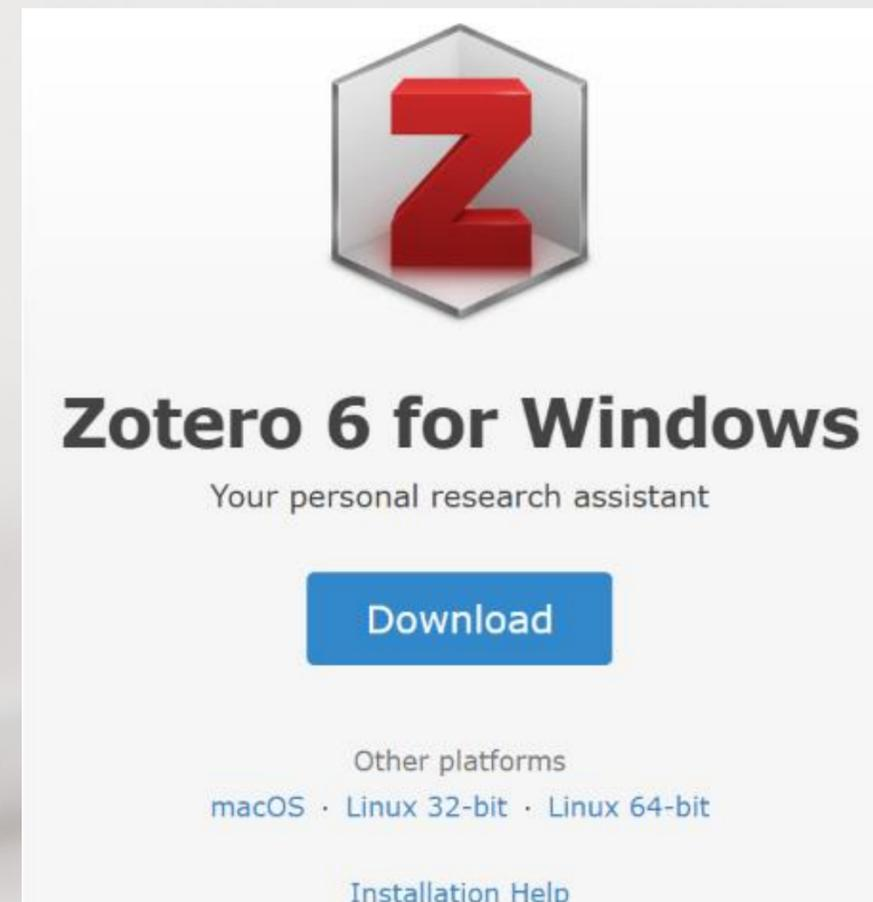 Z
Zotero 6 for Windows
Your personal research assistant
Download
Other platforms
macOS · Linux 32-bit · Linux 64-bit
Installation Help